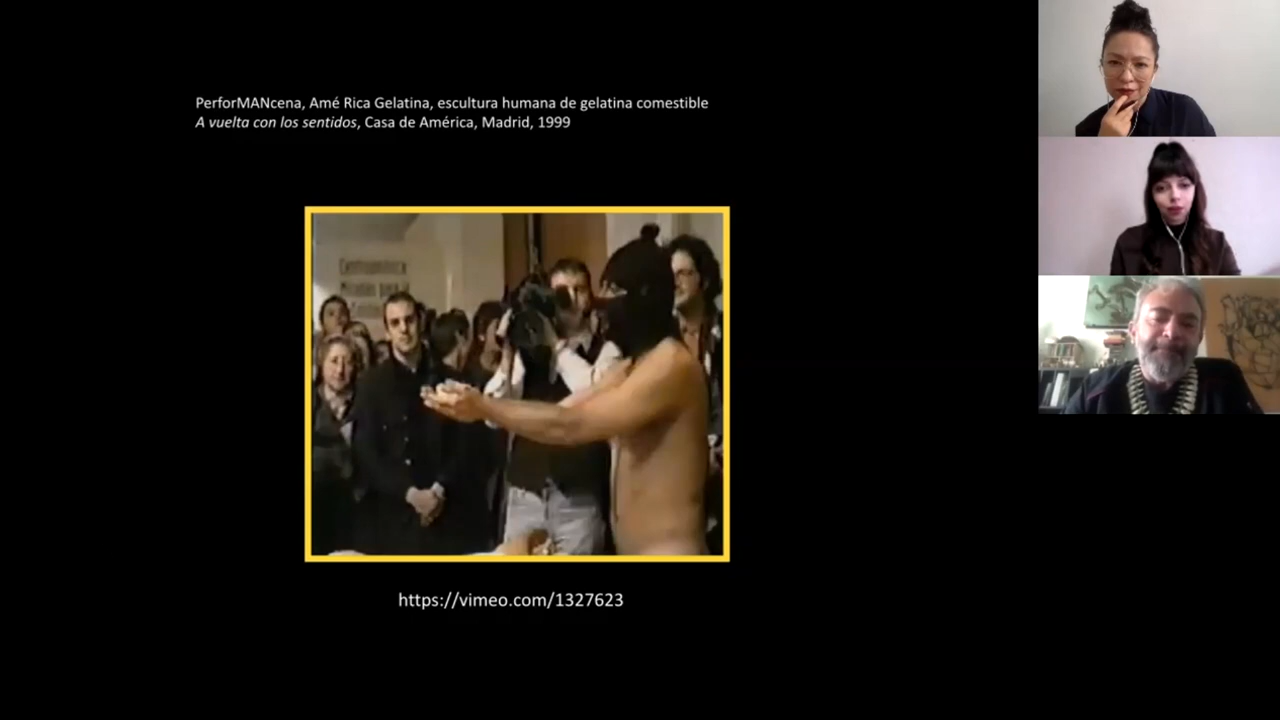 PerforMANcena, Amé Rica Gelatina, escultura humana de gelatina comestible
A vuelta con los sentidos, Casa de América, Madrid, 1999
https://vimeo.com/1327623